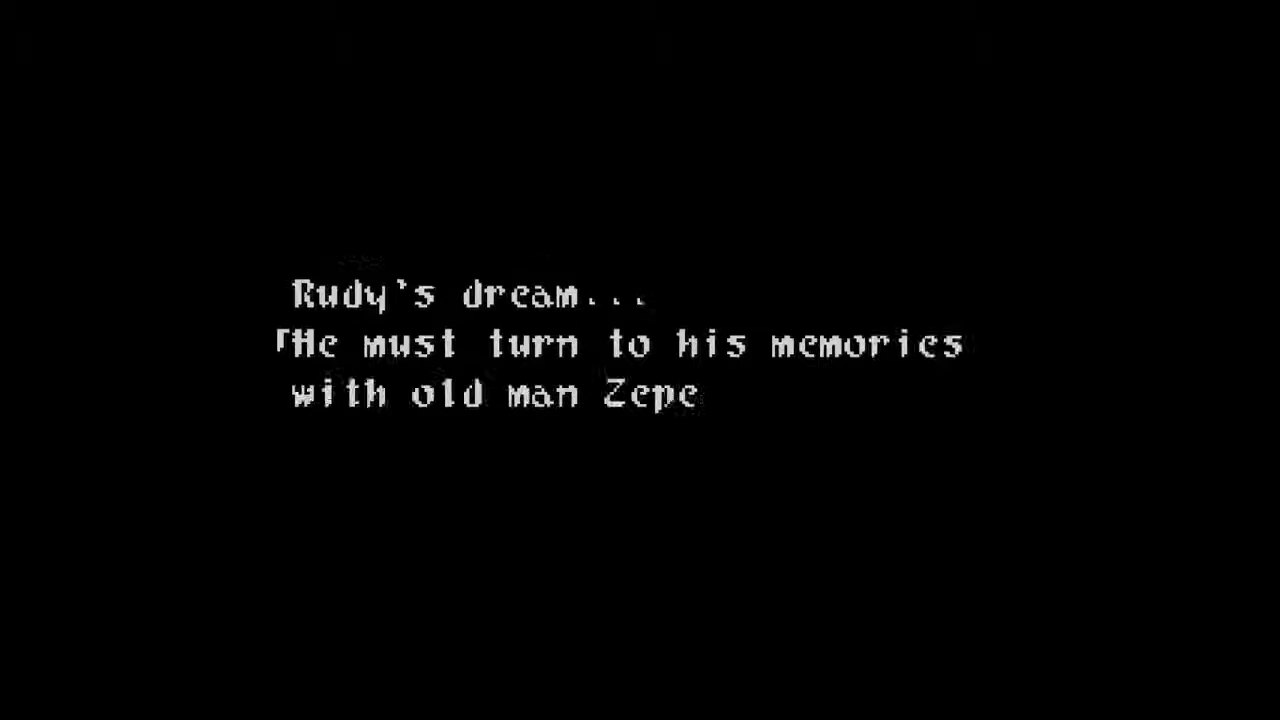 Rudy's dream...
「He must turn to his memories
with old man Zepe